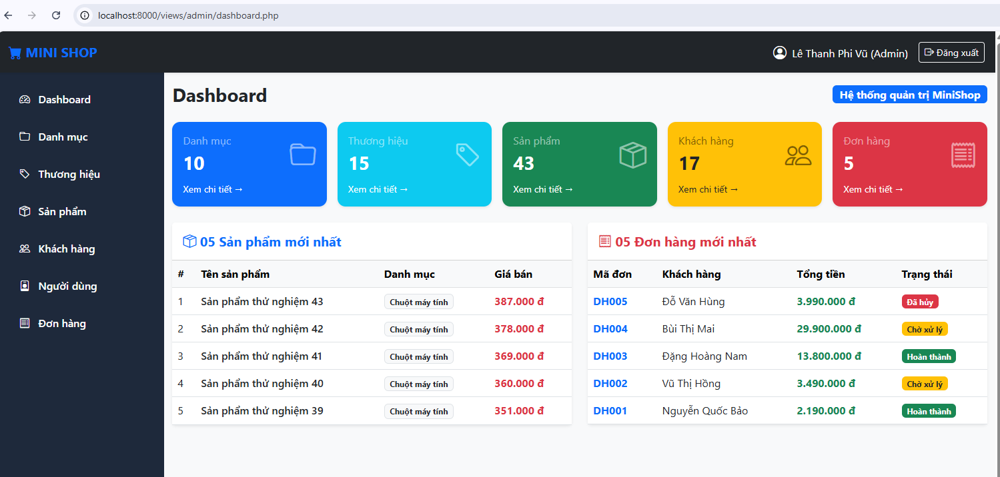 localhost:8000/views/admin/dashboard.php
MINI SHOP
Lê Thanh Phi Vũ (Admin)
Đăng xuất
Dashboard
Danh mục
Thương hiệu
Sản phẩm
Khách hàng
Người dùng
Đơn hàng
Dashboard
Hệ thống quản trị MiniShop
Danh mục
10
Xem chi tiết →
Thương hiệu
15
Xem chi tiết →
Sản phẩm
43
Xem chi tiết →
Khách hàng
17
Xem chi tiết →
Đơn hàng
5
Xem chi tiết →
05 Sản phẩm mới nhất
# Tên sản phẩm Danh mục Giá bán
1 Sản phẩm thử nghiệm 43 Chuột máy tính 387.000 đ
2 Sản phẩm thử nghiệm 42 Chuột máy tính 378.000 đ
3 Sản phẩm thử nghiệm 41 Chuột máy tính 369.000 đ
4 Sản phẩm thử nghiệm 40 Chuột máy tính 360.000 đ
5 Sản phẩm thử nghiệm 39 Chuột máy tính 351.000 đ
05 Đơn hàng mới nhất
Mã đơn Khách hàng Tổng tiền Trạng thái
DH005 Đỗ Văn Hùng 3.990.000 đ Đã hủy
DH004 Bùi Thị Mai 29.900.000 đ Chờ xử lý
DH003 Đặng Hoàng Nam 13.800.000 đ Hoàn thành
DH002 Vũ Thị Hồng 3.490.000 đ Chờ xử lý
DH001 Nguyễn Quốc Bảo 2.190.000 đ Hoàn thành